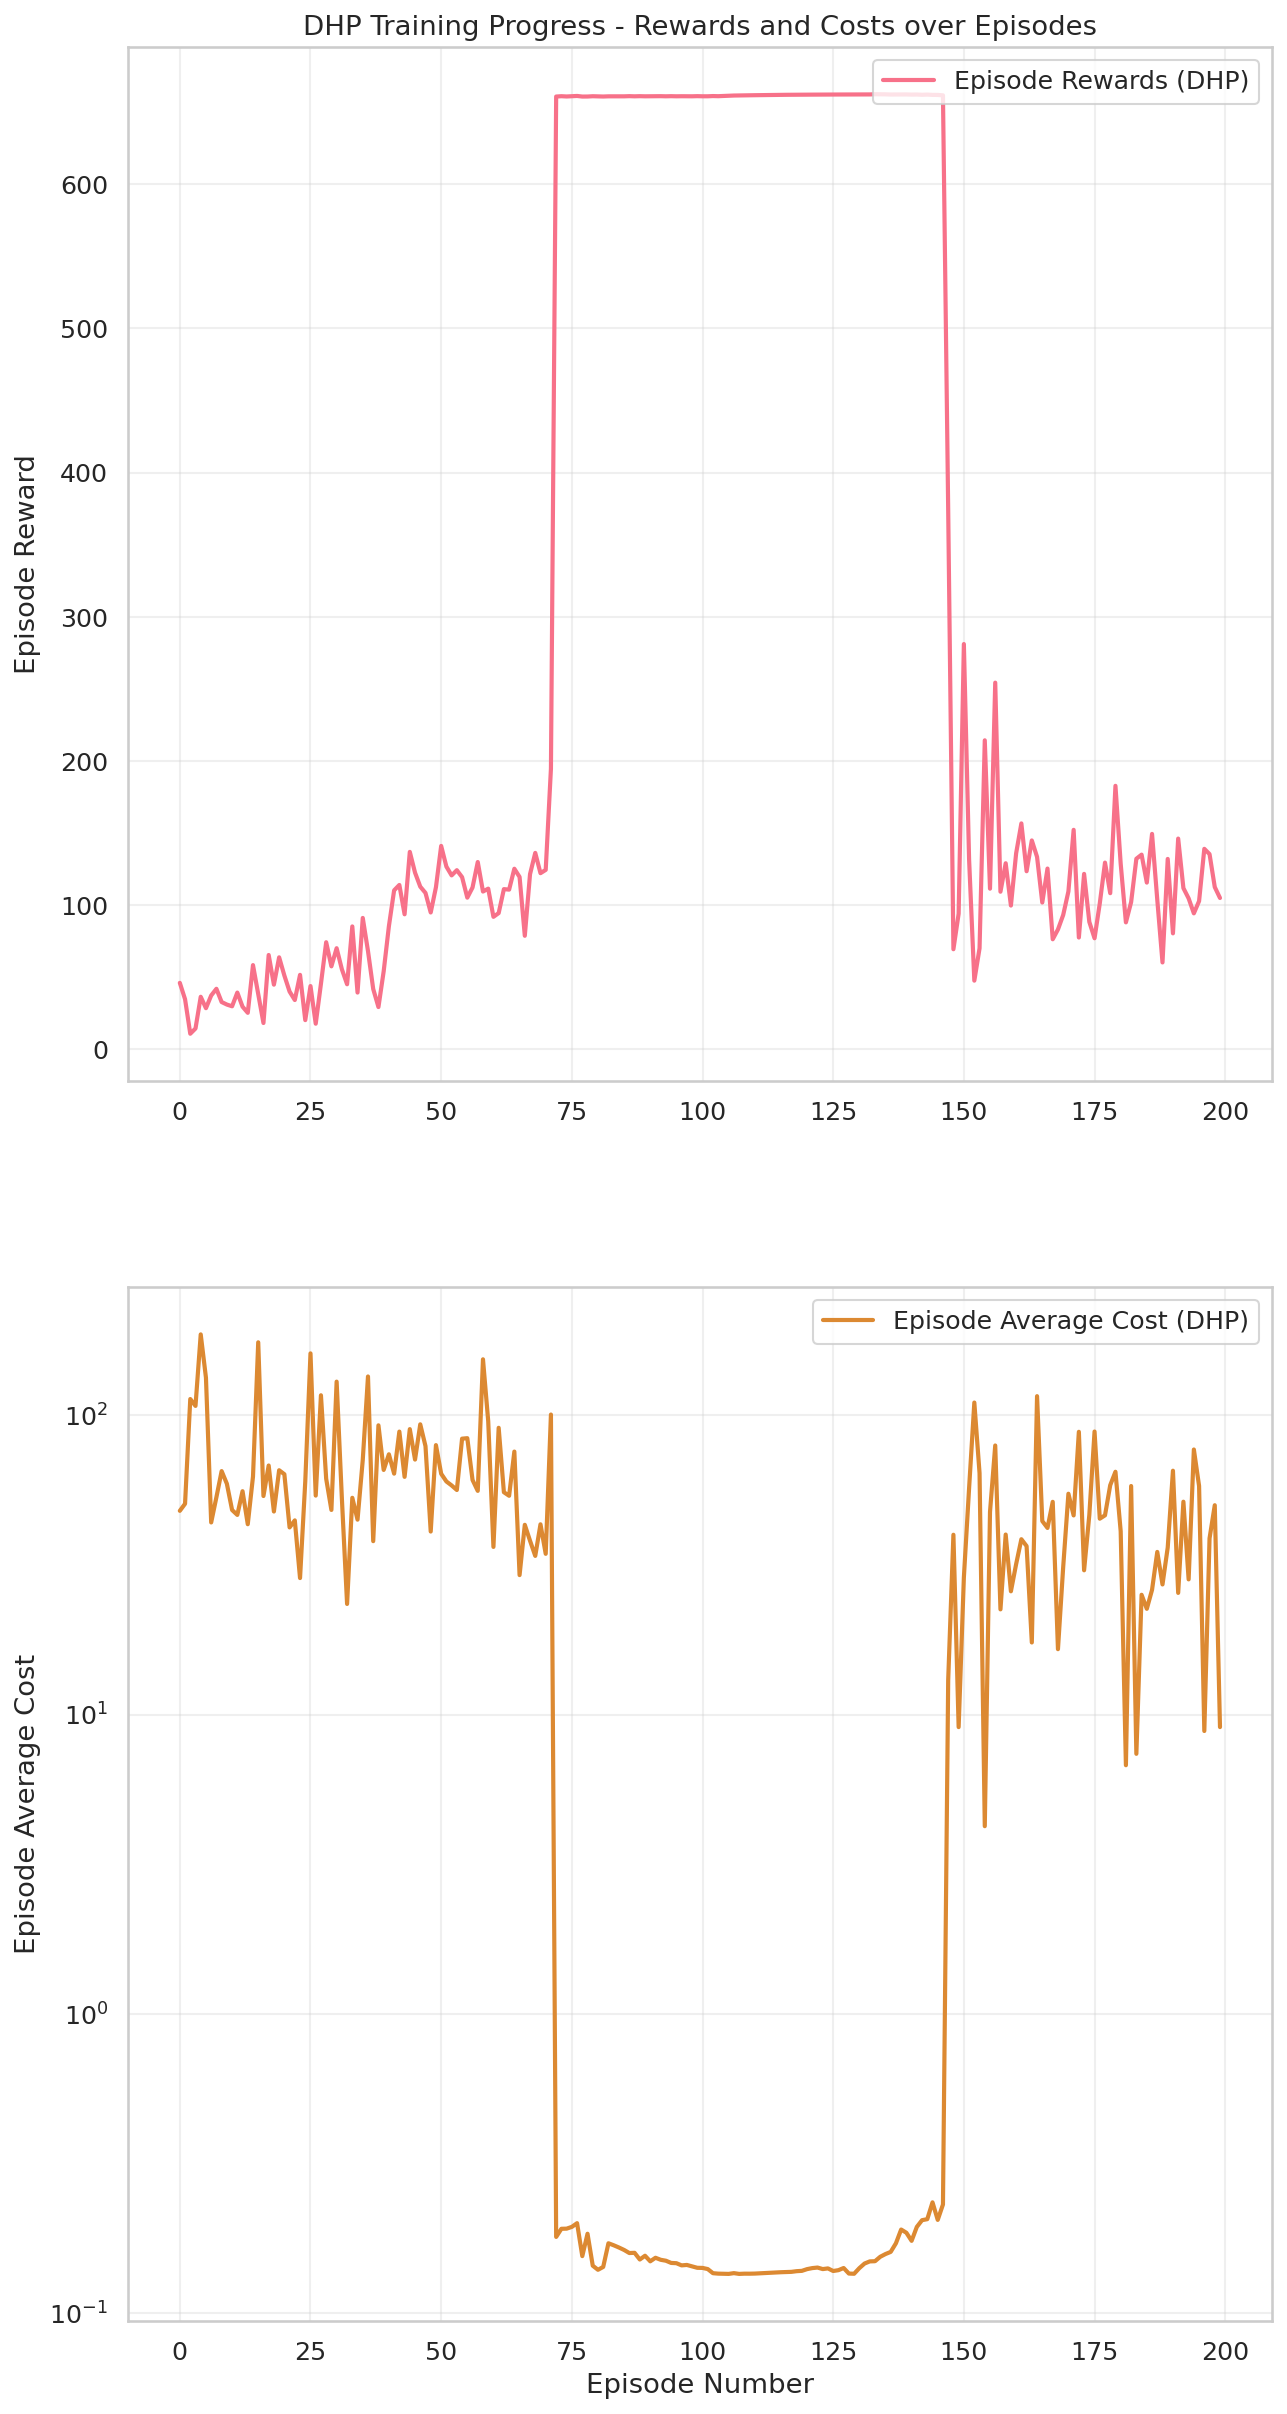 DHP Training Progress - Rewards and Costs over Episodes
Episode Rewards (DHP)
Episode Reward
600
500
400
300
200
100
0
0 25 50 75 100 125 150 175 200
Episode Average Cost (DHP)
Episode Average Cost
10²
10¹
10⁰
10⁻¹
0 25 50 75 100 125 150 175 200
Episode Number